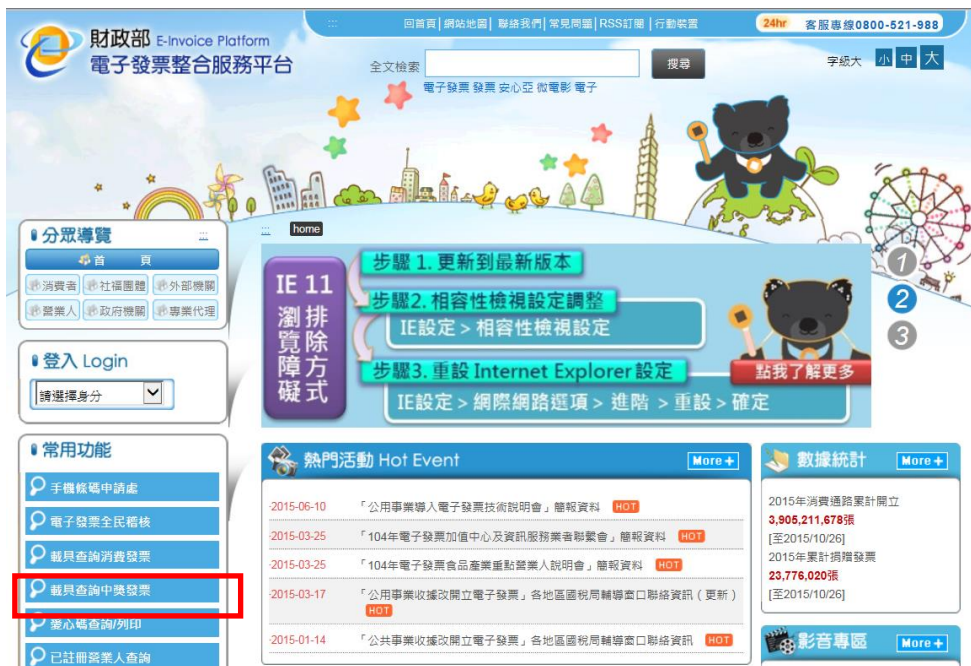 ::: 回首頁|網站地圖| 聯絡我們|常見問題|RSS訂閱|行動裝置
24hr 客服專線0800-521-988
財政部 E-Invoice Platform
電子發票整合服務平台
全文檢索 搜尋
字級大 小 中 大
電子發票 發票 安心亞 微電影 電子
分眾導覽 :::
首 頁
消費者 社福團體 外部機關
營業人 政府機關 專業代理
登入 Login
請選擇身分
常用功能
手機條碼申請處
電子發票全民稽核
載具查詢消費發票
載具查詢中獎發票
愛心碼查詢/列印
已註冊營業人查詢
::: home
IE 11
瀏覽障礙
排除方式
步驟 1. 更新到最新版本
步驟2. 相容性檢視設定調整
IE設定 > 相容性檢視設定
步驟3. 重設 Internet Explorer 設定
IE設定 > 網際網路選項 > 進階 > 重設 > 確定
點我了解更多
1
2
3
熱門活動 Hot Event More +
2015-06-10 「公用事業導入電子發票技術說明會」簡報資料 HOT
2015-03-25 「104年電子發票加值中心及資訊服務業者聯繫會」簡報資料 HOT
2015-03-25 「104年電子發票食品產業重點營業人說明會」簡報資料 HOT
2015-03-17 「公用事業收據改開立電子發票」各地區國稅局輔導窗口聯絡資訊 ( 更新 )
HOT
2015-01-14 「公共事業收據改開立電子發票」各地區國稅局輔導窗口聯絡資訊 HOT
數據統計 More +
2015年消費通路累計開立
3,905,211,678張
[至2015/10/26]
2015年累計捐贈發票
23,776,020張
[至2015/10/26]
影音專區 More +